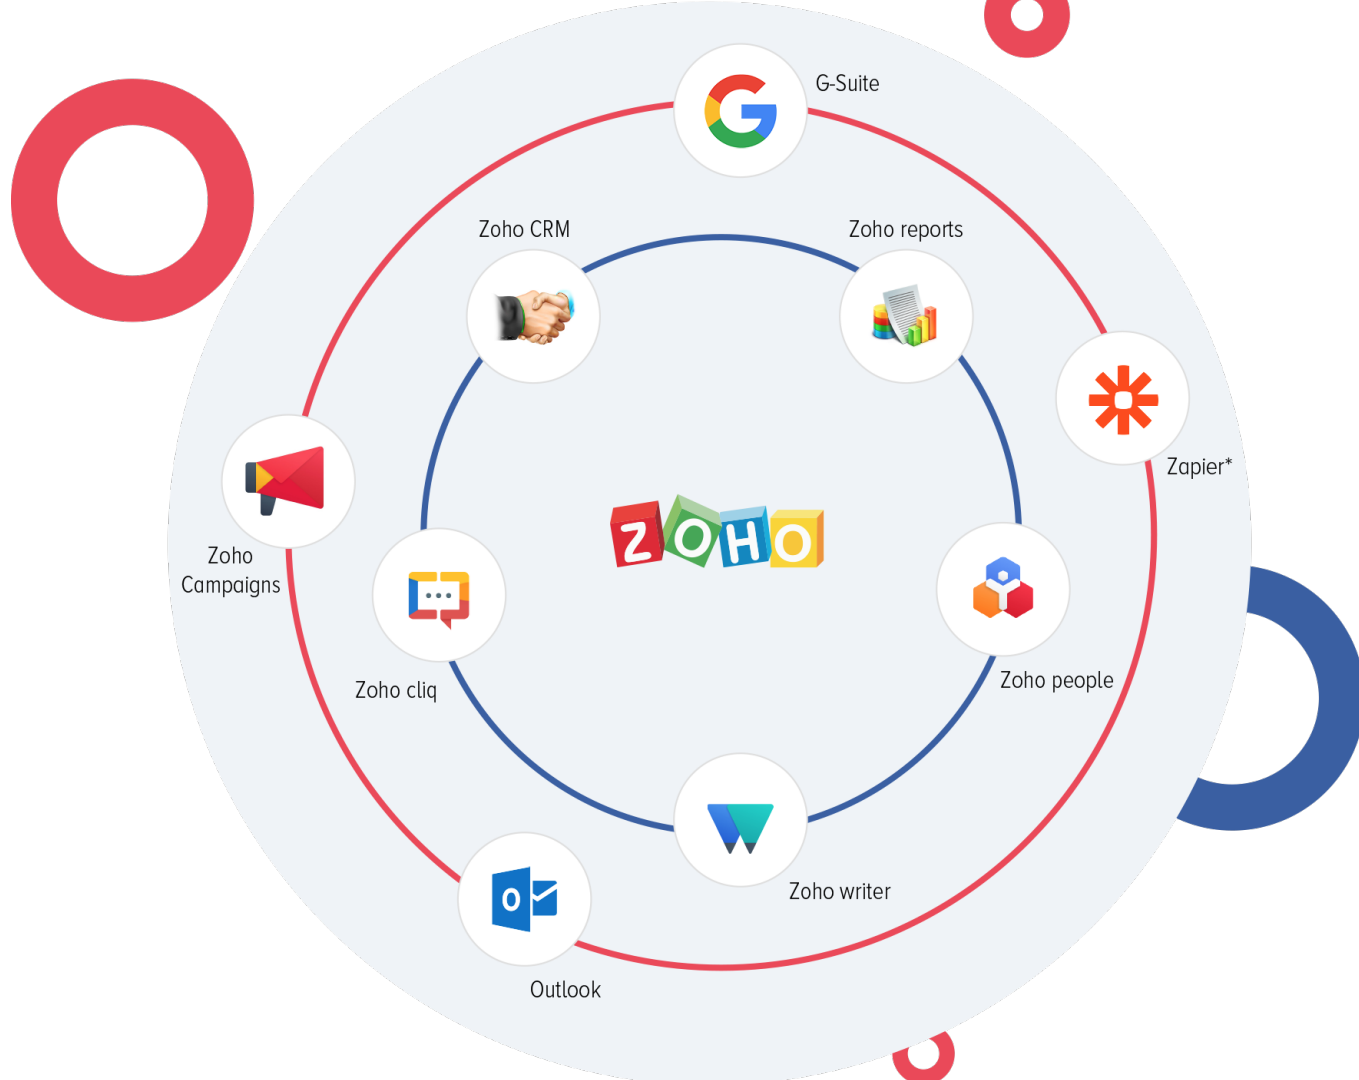 G-Suite
Zoho CRM
Zoho reports
Zapier*
ZOHO
Zoho
Campaigns
Zoho cliq
Zoho people
Zoho writer
O
Outlook